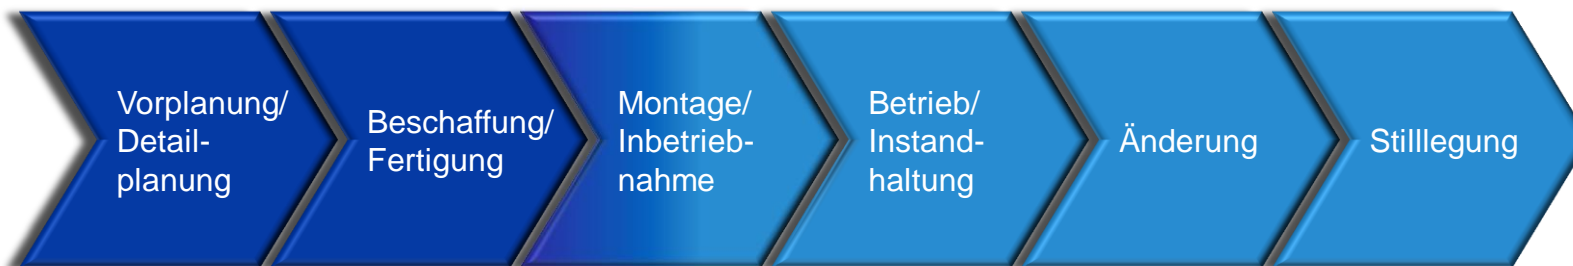 Vorplanung/
Detail-
planung
Beschaffung/
Fertigung
Montage/
Inbetrieb-
nahme
Betrieb/
Instand-
haltung
Änderung
Stilllegung